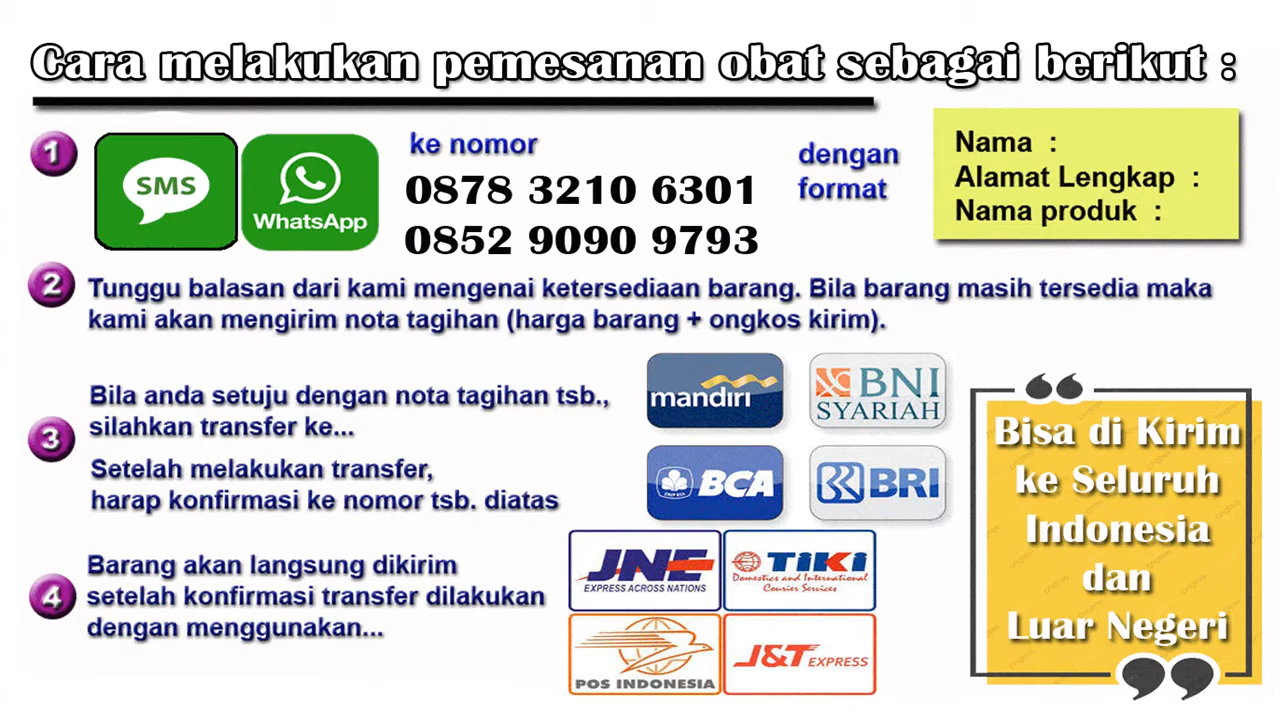 Cara melakukan pemesanan obat sebagai berikut :
1
SMS
WhatsApp
ke nomor
0878 3210 6301
0852 9090 9793
dengan
format
Nama :
Alamat Lengkap :
Nama produk :
2
Tunggu balasan dari kami mengenai ketersediaan barang. Bila barang masih tersedia maka
kami akan mengirim nota tagihan (harga barang + ongkos kirim).
3
Bila anda setuju dengan nota tagihan tsb.,
silahkan transfer ke...
Setelah melakukan transfer,
harap konfirmasi ke nomor tsb. diatas
mandiri
BNI
SYARIAH
BCA
BRI
4
Barang akan langsung dikirim
setelah konfirmasi transfer dilakukan
dengan menggunakan...
JNE
EXPRESS ACROSS NATIONS
TIKI
Domestics and International
Courier Services
POS INDONESIA
J&T EXPRESS
Bisa di Kirim
ke Seluruh
Indonesia
dan
Luar Negeri